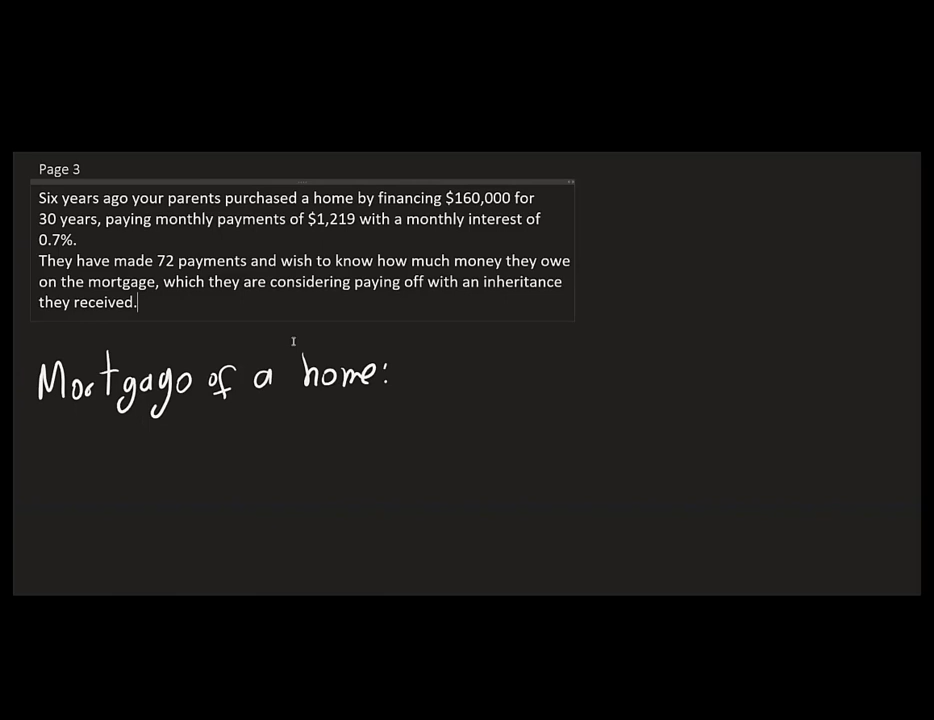 Page 3
Six years ago your parents purchased a home by financing $160,000 for
30 years, paying monthly payments of $1,219 with a monthly interest of
0.7%.
They have made 72 payments and wish to know how much money they owe
on the mortgage, which they are considering paying off with an inheritance
they received.
Mortgago of a home: